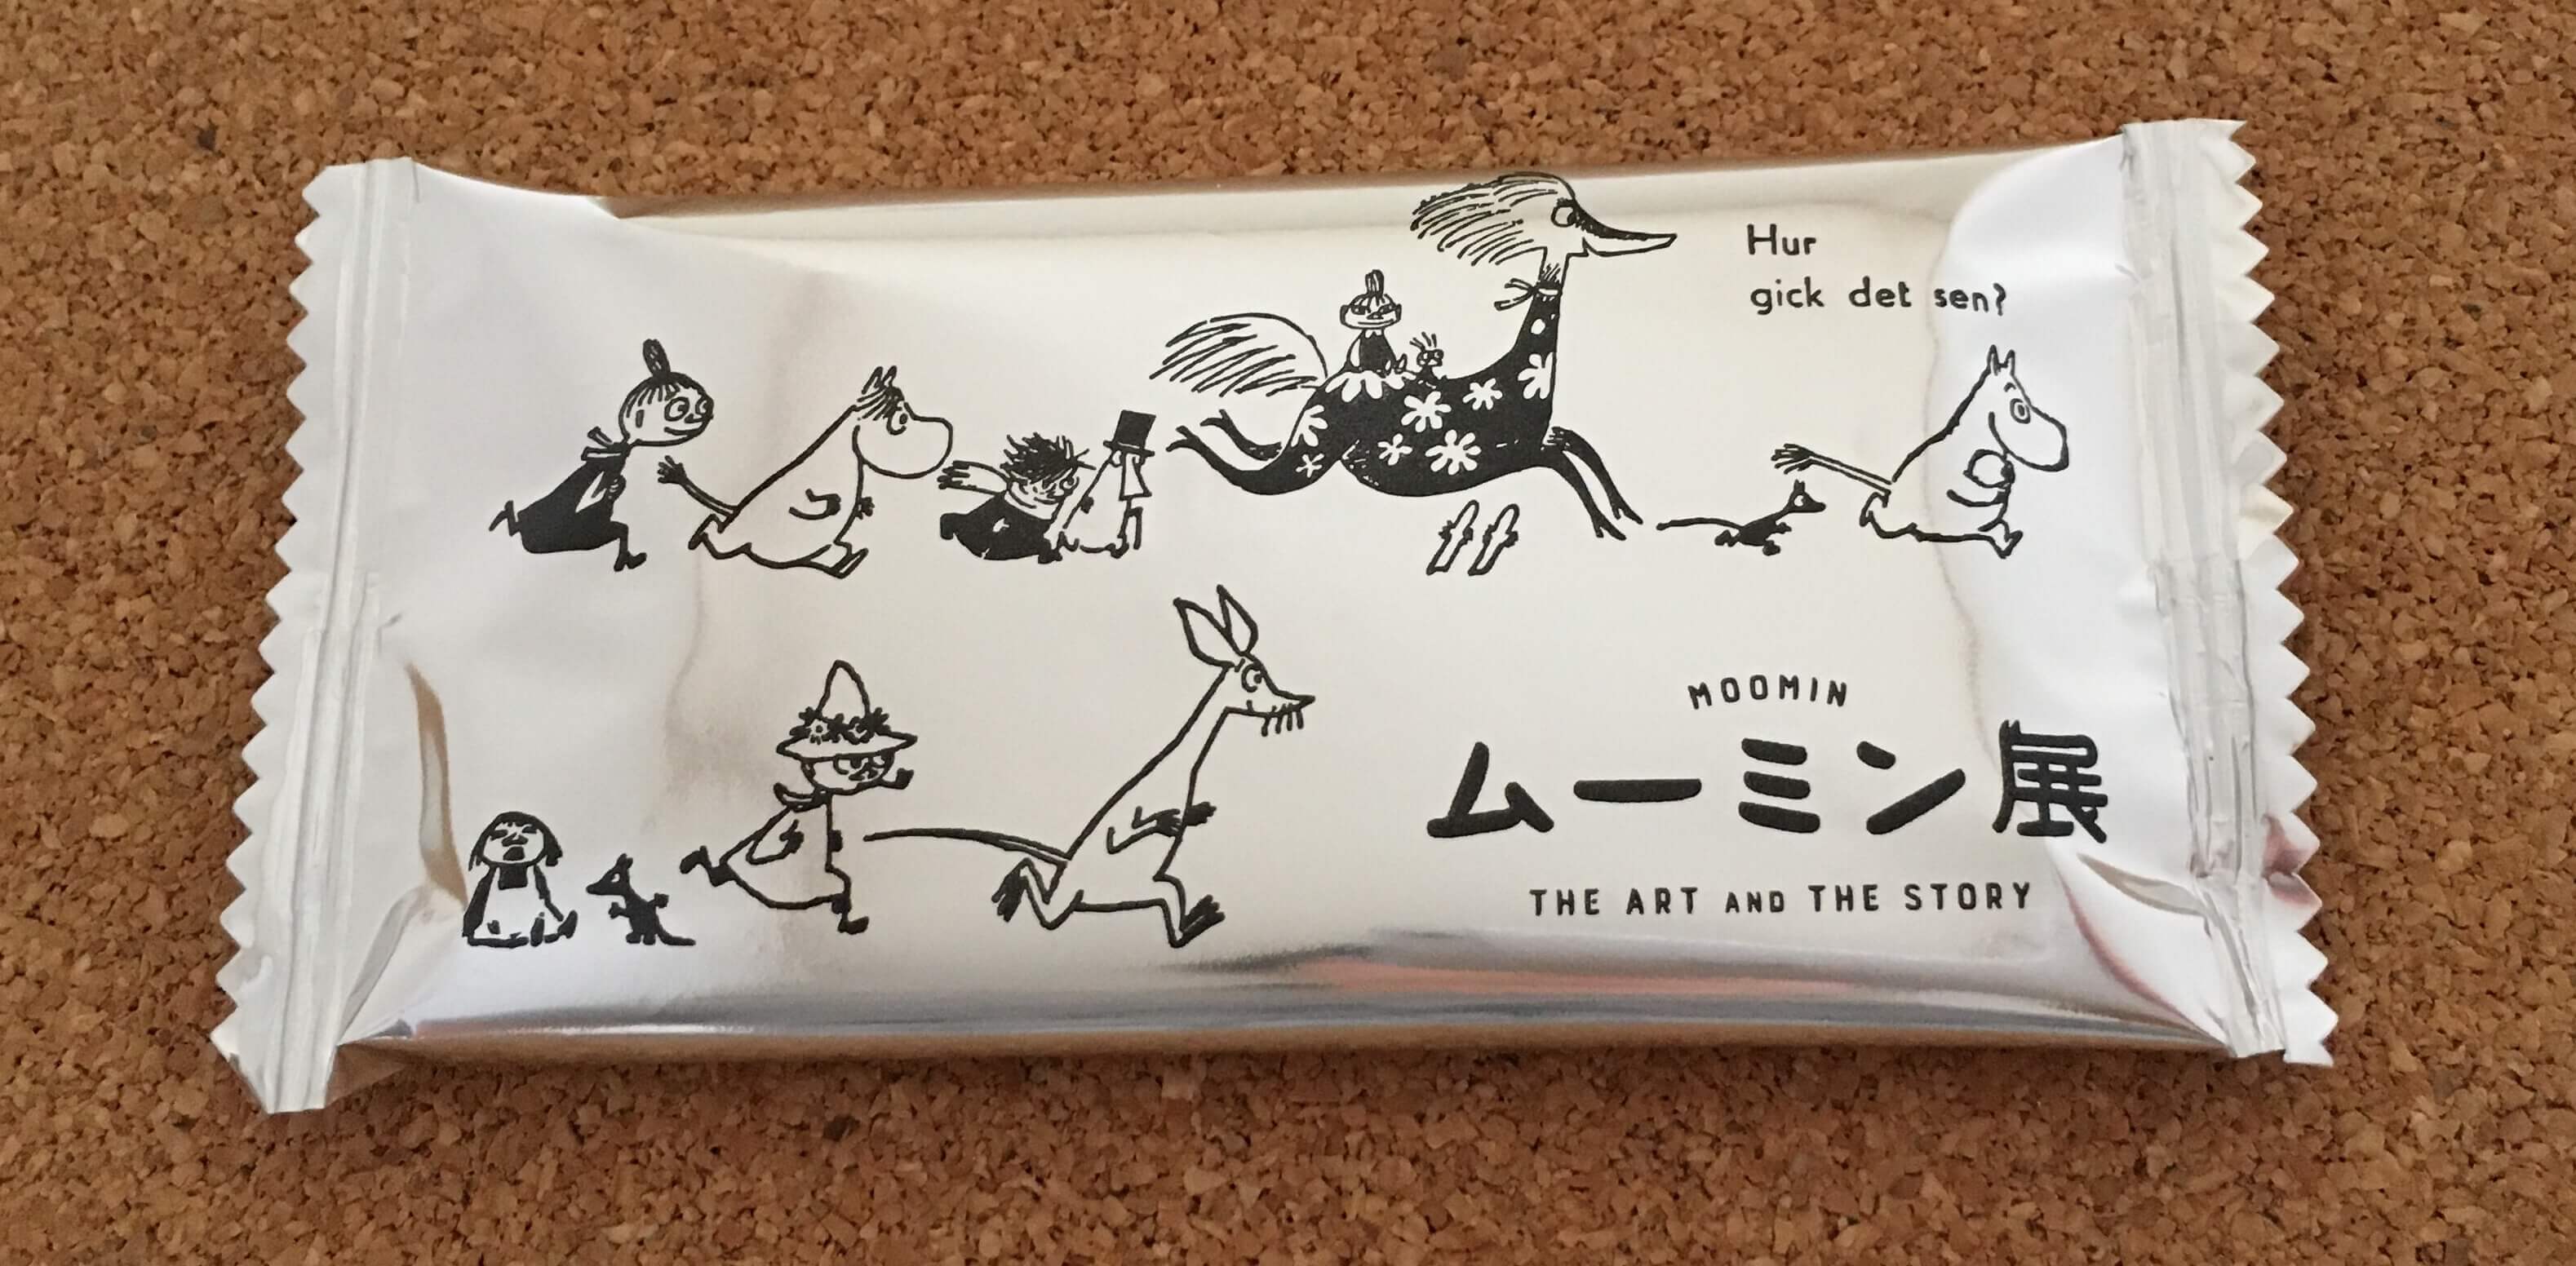 Hur
gick det sen?
MOOMIN
ムーミン展
THE ART AND THE STORY